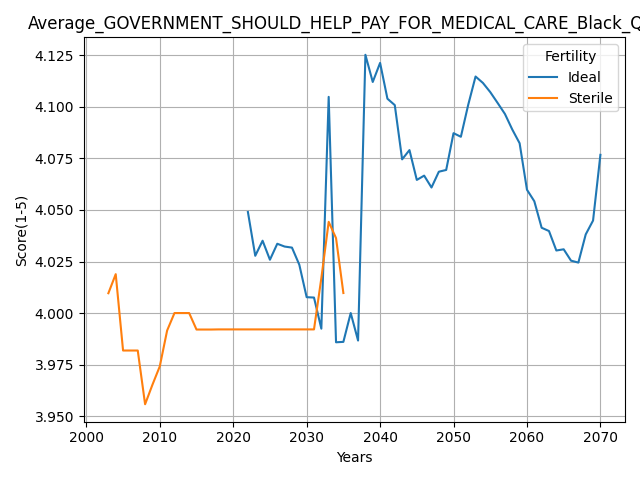 Average_GOVERNMENT_SHOULD_HELP_PAY_FOR_MEDICAL_CARE_Black_Q
4.125
4.100
4.075
4.050
4.025
4.000
3.975
3.950
Score(1-5)
Fertility
Ideal
Sterile
2000 2010 2020 2030 2040 2050 2060 2070
Years